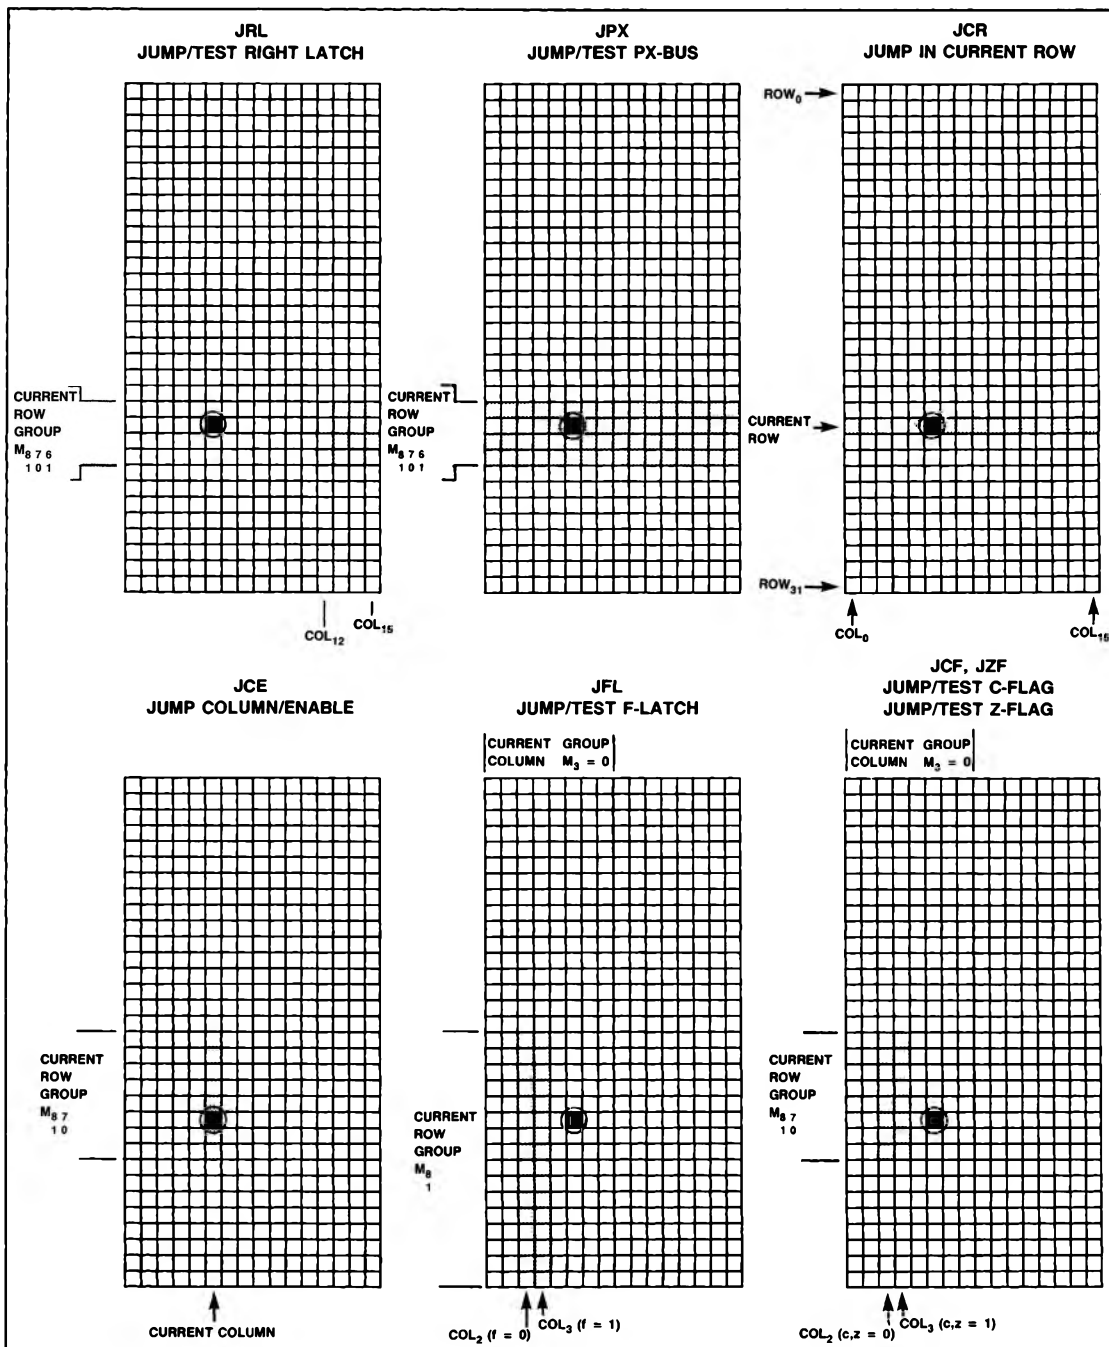 JRL
JUMP/TEST RIGHT LATCH
JPX
JUMP/TEST PX-BUS
JCR
JUMP IN CURRENT ROW
ROW0
CURRENT
ROW
GROUP
M8 7 6
1 0 1
CURRENT
ROW
GROUP
M8 7 6
1 0 1
CURRENT
ROW
ROW31
COL12
COL15
COL0
COL15
JCE
JUMP COLUMN/ENABLE
JFL
JUMP/TEST F-LATCH
JCF, JZF
JUMP/TEST C-FLAG
JUMP/TEST Z-FLAG
CURRENT GROUP
COLUMN M3 = 0
CURRENT GROUP
COLUMN M3 = 0
CURRENT
ROW
GROUP
M8 7
1 0
CURRENT
ROW
GROUP
M8
1
CURRENT
ROW
GROUP
M8 7
1 0
CURRENT COLUMN
COL2 (f = 0)
COL3 (f = 1)
COL2 (c,z = 0)
COL3 (c,z = 1)